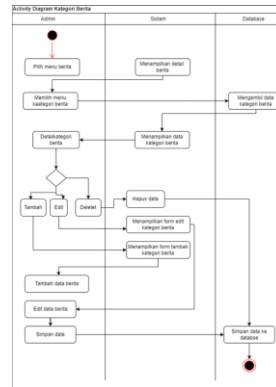 Activity Diagram Kategori Berita
Admin
Sistem
Database
Pilih menu berita
Menampilkan detail
berita
Memilih menu
kaategori berita
Mengambil data
kategori berita
Detailkategori
berita
Menampilkan data
kategori berita
Tambah
Edit
Delelet
Hapus data
Menampilkan form edit
kategori berita
Menampilkan form tambah
kategori berita
Tambah data berita
Edit data berita
Simpan data
Simpan data ke
databse